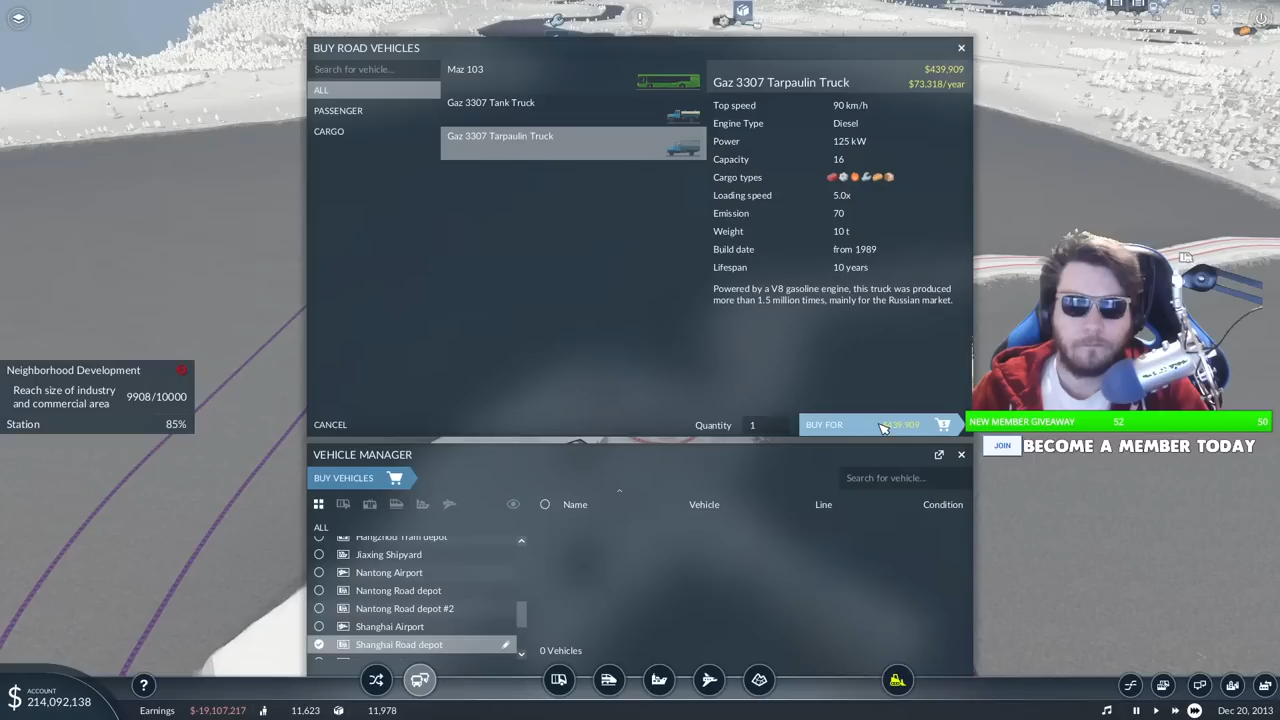 BUY ROAD VEHICLES
Search for vehicle...
ALL
PASSENGER
CARGO
Maz 103
Gaz 3307 Tank Truck
Gaz 3307 Tarpaulin Truck
$439,909
Gaz 3307 Tarpaulin Truck
$73,318/year
Top speed 90 km/h
Engine Type Diesel
Power 125 kW
Capacity 16
Cargo types
Loading speed 5.0x
Emission 70
Weight 10 t
Build date from 1989
Lifespan 10 years
Powered by a V8 gasoline engine, this truck was produced
more than 1.5 million times, mainly for the Russian market.
Neighborhood Development
Reach size of industry
and commercial area 9908/10000
Station 85%
CANCEL Quantity 1 BUY FOR $439,909
NEW MEMBER GIVEAWAY 52 50
JOIN BECOME A MEMBER TODAY
VEHICLE MANAGER
BUY VEHICLES
Search for vehicle...
Name Vehicle Line Condition
ALL
Hangzhou Tram depot
Jiaxing Shipyard
Nantong Airport
Nantong Road depot
Nantong Road depot #2
Shanghai Airport
Shanghai Road depot
0 Vehicles
$ ACCOUNT
214,092,138
?
Earnings $-19,107,217 11,623 11,978 Dec 20, 2013